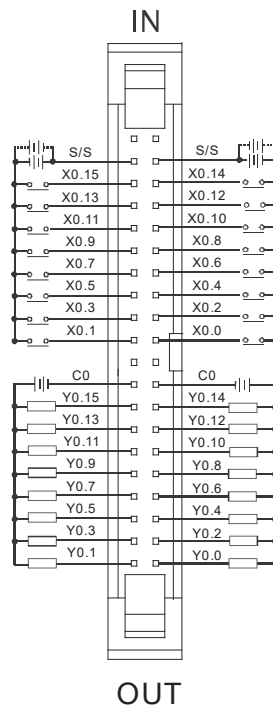 IN
S/S S/S
X0.15 X0.14
X0.13 X0.12
X0.11 X0.10
X0.9 X0.8
X0.7 X0.6
X0.5 X0.4
X0.3 X0.2
X0.1 X0.0
C0 C0
Y0.15 Y0.14
Y0.13 Y0.12
Y0.11 Y0.10
Y0.9 Y0.8
Y0.7 Y0.6
Y0.5 Y0.4
Y0.3 Y0.2
Y0.1 Y0.0
OUT